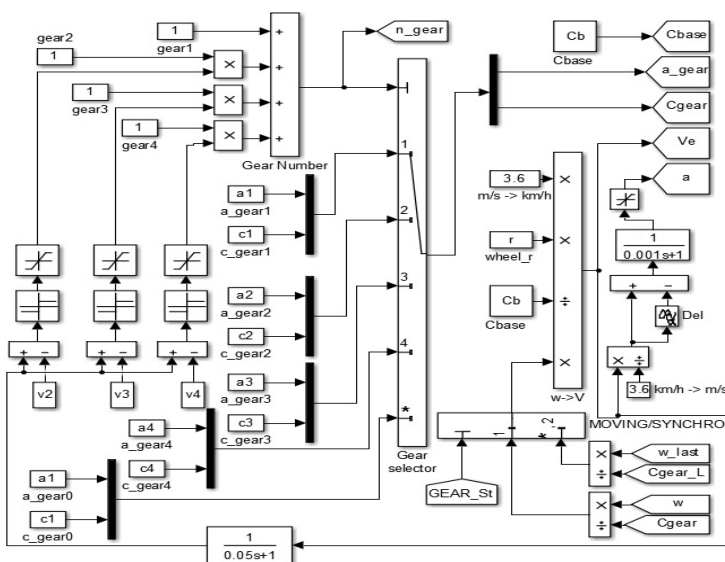 1
gear2
gear1
n_gear
Cb
Cbase
Cbase
1
×
+
+
+
+
a_gear
1
gear3
×
Cgear
1
gear4
×
Ve
Gear Number
a1
a_gear1
c1
c_gear1
1
2
3
4
*
3.6
m/s -> km/h
×
a
r
wheel_r
×
1
0.001s+1
a2
a_gear2
c2
c_gear2
Cb
Cbase
÷
+ −
Del
+ −
+ −
+ −
v2
v3
v4
a3
a_gear3
c3
c_gear3
×
w->V
× ÷
3.6 km/h -> m/s
a4
a_gear4
c4
c_gear4
Gear
selector
1
*,2
MOVING/SYNCHRO
GEAR_St
×
÷
w_last
Cgear_L
a1
a_gear0
c1
c_gear0
×
÷
w
Cgear
1
0.05s+1